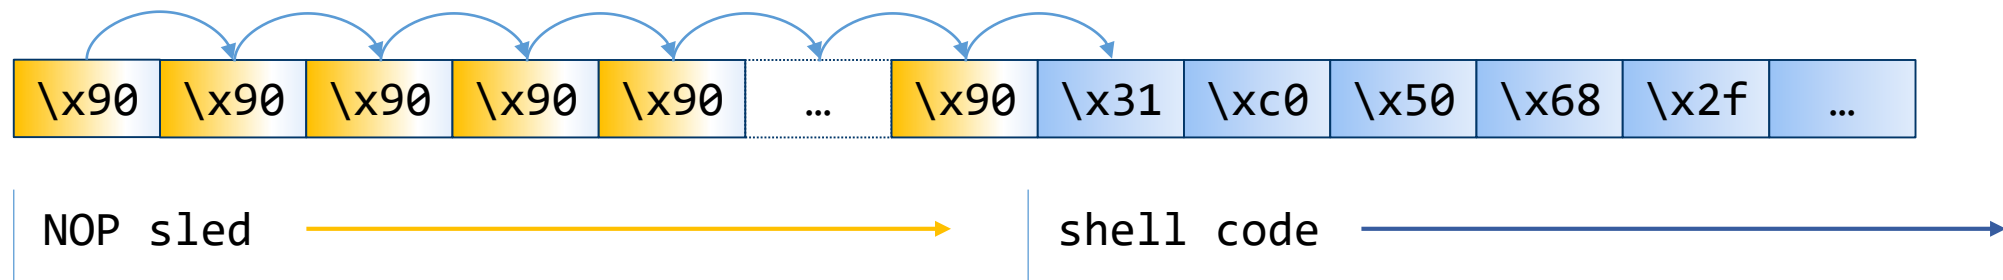 \x90 \x90 \x90 \x90 \x90 … \x90 \x31 \xc0 \x50 \x68 \x2f …
NOP sled shell code